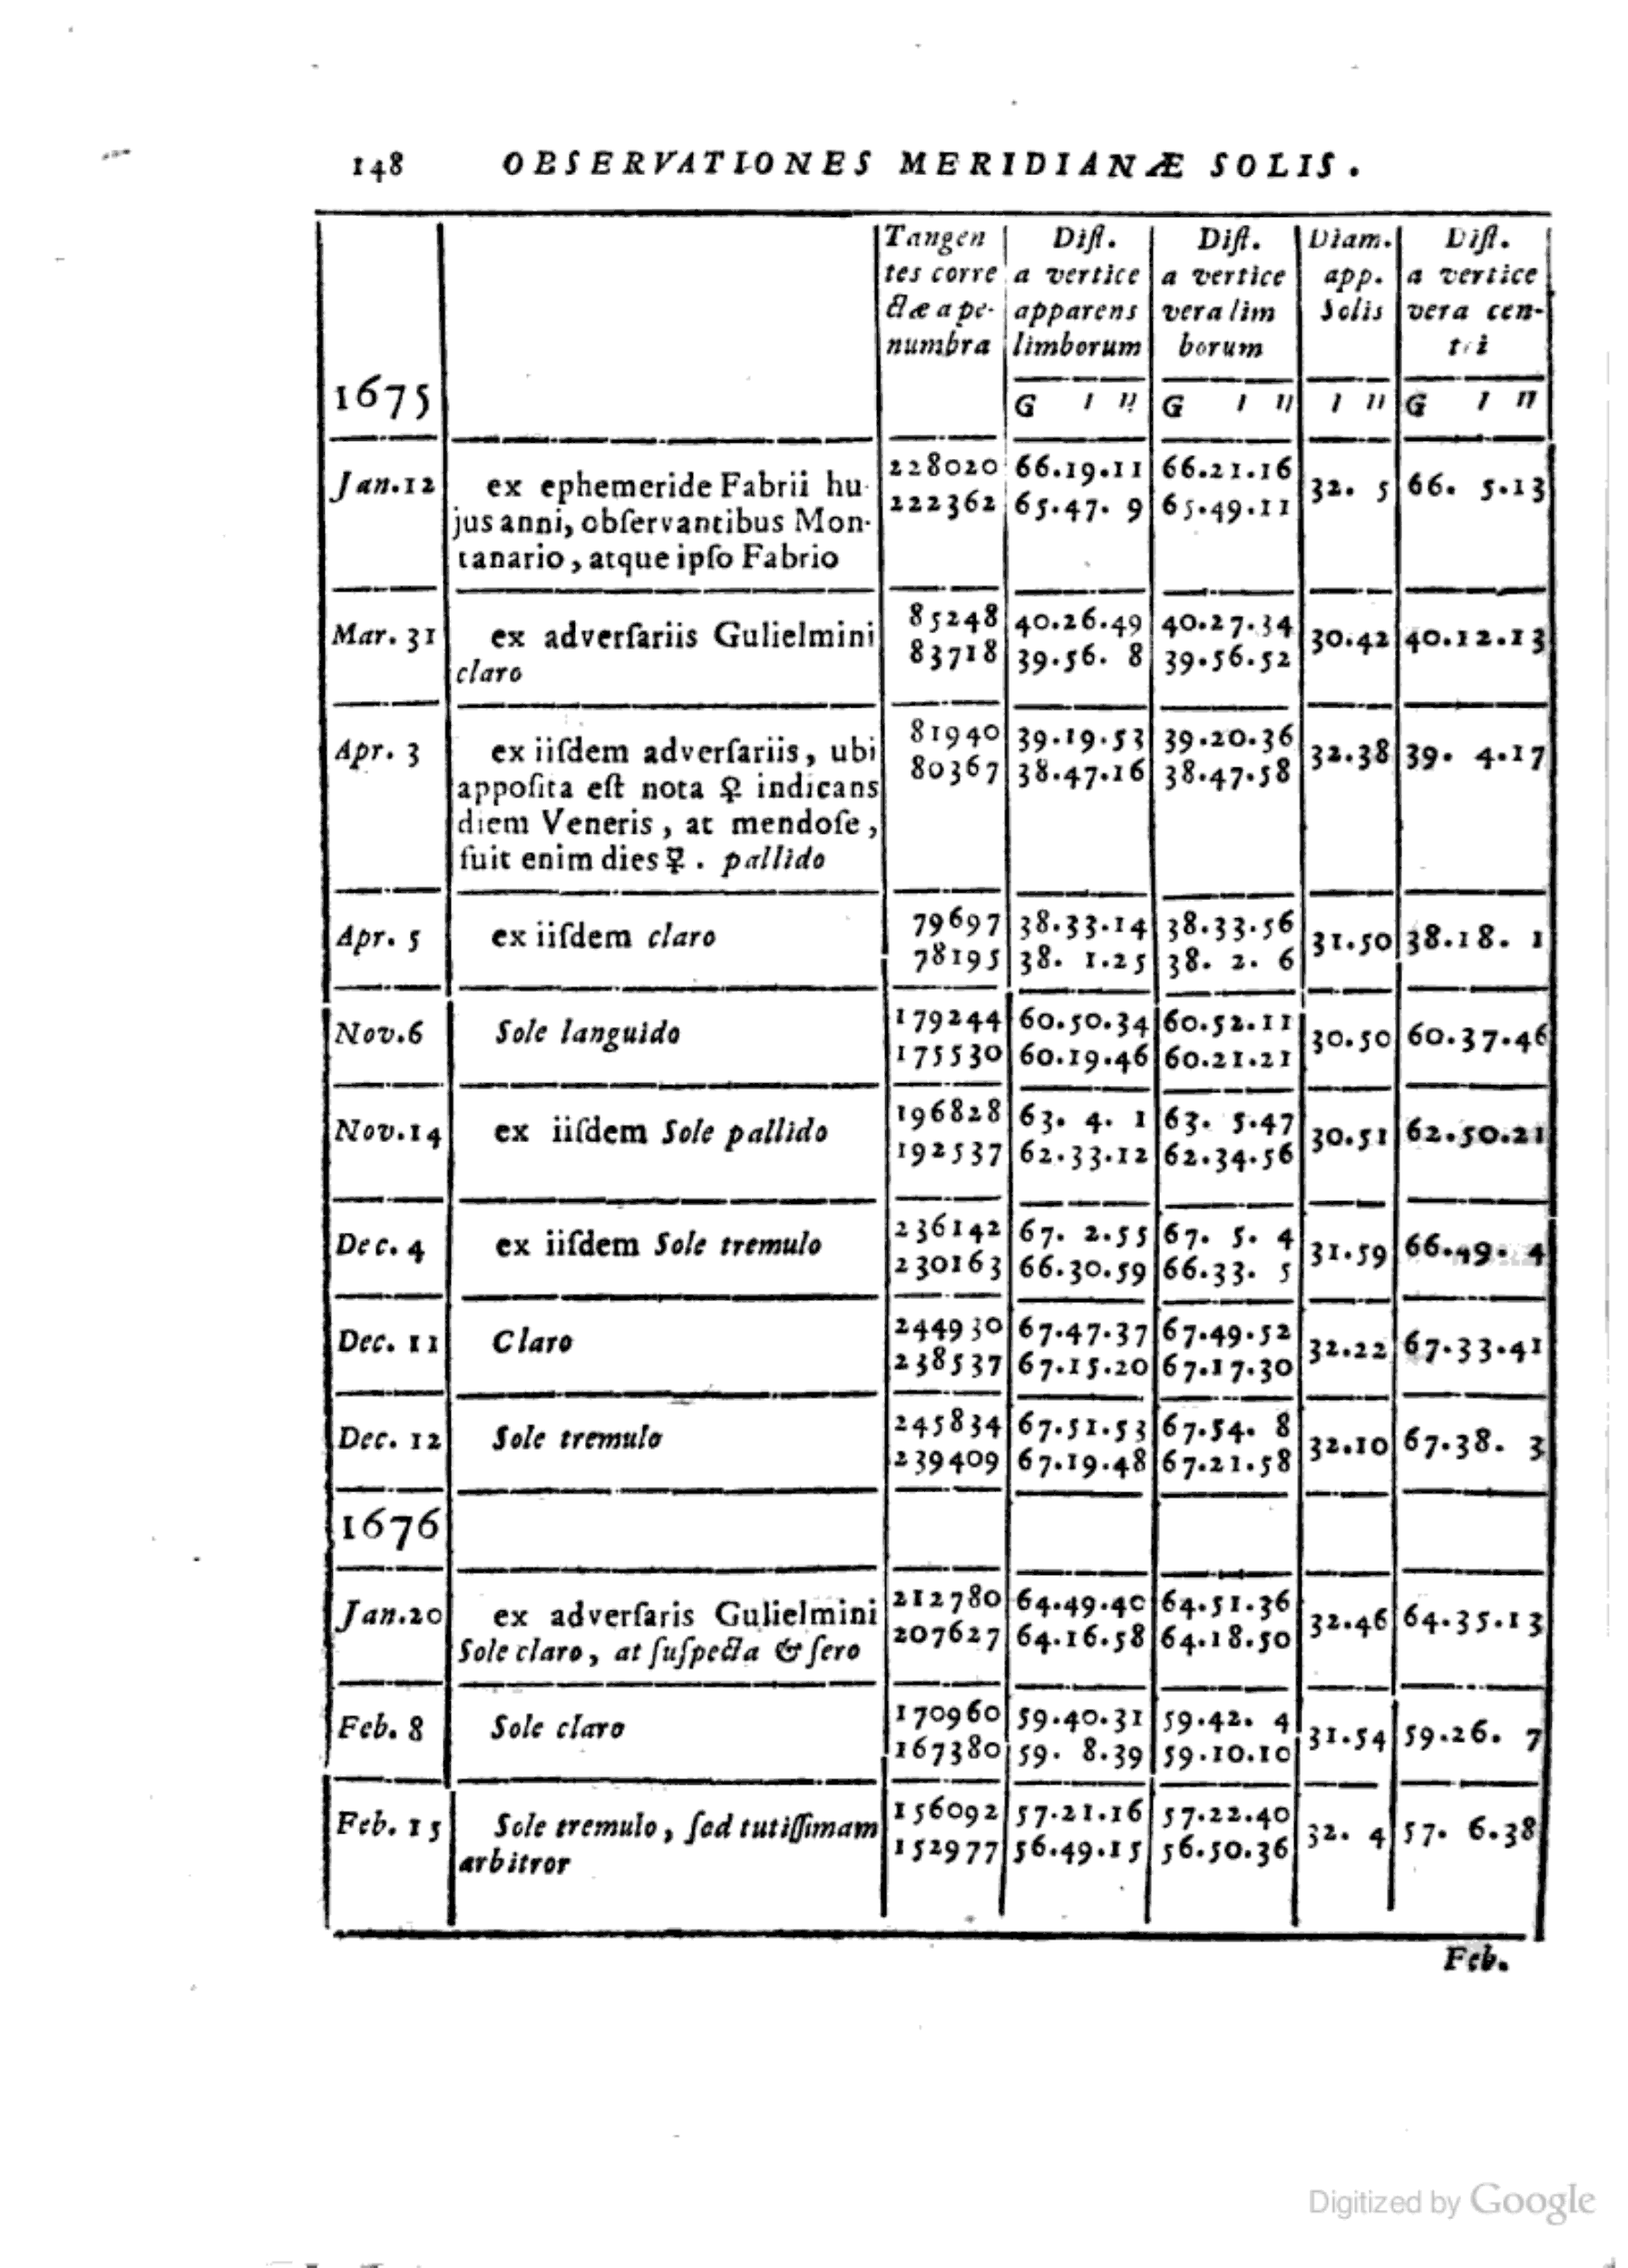 148 OBSERVATIONES MERIDIANÆ SOLIS.
Tangen Diſt. Diſt. Diam. Diſt.
tes corre a vertice a vertice app. a vertice
ctæ a pe- apparens vera lim Solis vera cen-
numbra limborum borum tri
1675 G ' " G ' " ' " G ' "
228020 66.19.11 66.21.16
Jan.12 ex ephemeride Fabrii hu- 32. 5 66. 5.13
222362 65.47. 9 65.49.11
jus anni, obſervantibus Mon-
tanario, atque ipſo Fabrio
85248 40.26.49 40.27.34
Mar. 31 ex adverſariis Gulielmini 30.42 40.12.13
83718 39.56. 8 39.56.52
claro
81940 39.19.53 39.20.36
Apr. 3 ex iiſdem adverſariis, ubi 32.38 39. 4.17
80367 38.47.16 38.47.58
appoſita eſt nota ♀ indicans
diem Veneris, at mendoſe,
fuit enim dies ☿. pallido
79697 38.33.14 38.33.56
Apr. 5 ex iiſdem claro 31.50 38.18. 1
78195 38. 1.25 38. 2. 6
179244 60.50.34 60.52.11
Nov.6 Sole languido 30.50 60.37.46
175530 60.19.46 60.21.21
196828 63. 4. 1 63. 5.47
Nov.14 ex iiſdem Sole pallido 30.51 62.50.21
192537 62.33.12 62.34.56
236142 67. 2.55 67. 5. 4
Dec. 4 ex iiſdem Sole tremulo 31.59 66.49. 4
230163 66.30.59 66.33. 5
244930 67.47.37 67.49.52
Dec. 11 Claro 32.22 67.33.41
238537 67.15.20 67.17.30
245834 67.51.53 67.54. 8
Dec. 12 Sole tremulo 32.10 67.38. 3
239409 67.19.48 67.21.58
1676
212780 64.49.40 64.51.36
Jan.20 ex adverſaris Gulielmini 32.46 64.35.13
207627 64.16.58 64.18.50
Sole claro, at ſuſpecta & ſero
170960 59.40.31 59.42. 4
Feb. 8 Sole claro 31.54 59.26. 7
167380 59. 8.39 59.10.10
156092 57.21.16 57.22.40
Feb. 15 Sole tremulo, ſed tutiſſimam 32. 4 57. 6.38
152977 56.49.15 56.50.36
arbitror
Feb.
Digitized by Google